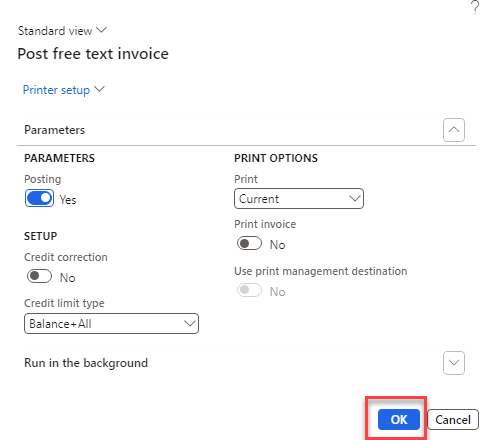 ?
Standard view
Post free text invoice
Printer setup
Parameters
PARAMETERS
Posting
Yes
SETUP
Credit correction
No
Credit limit type
Balance+All
PRINT OPTIONS
Print
Current
Print invoice
No
Use print management destination
No
Run in the background
OK Cancel